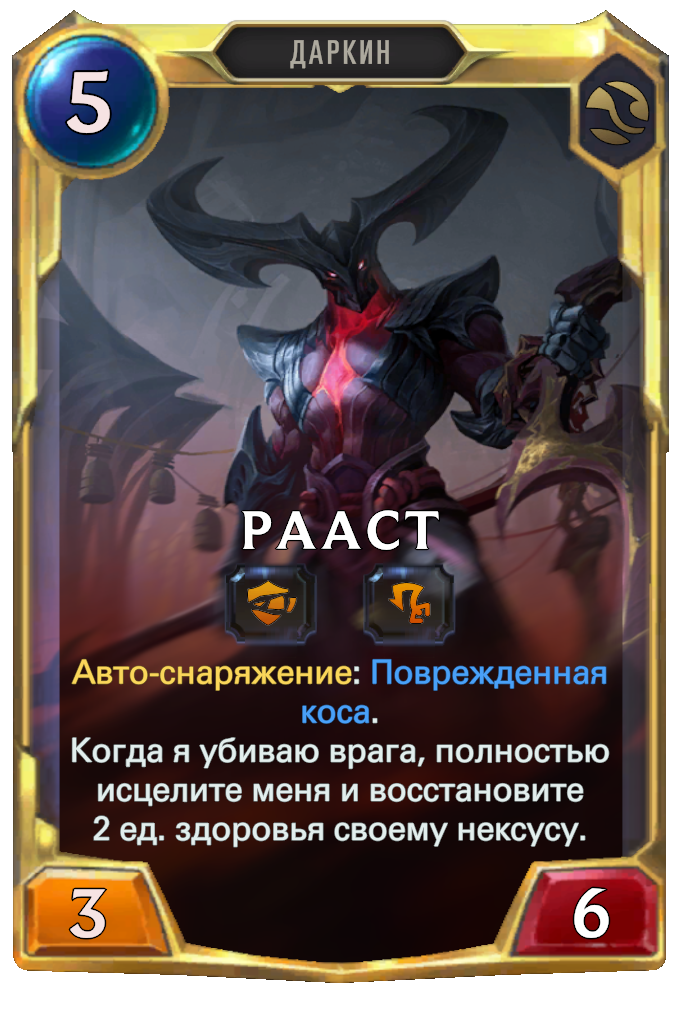 ДАРКИН
5
РААСТ
Авто-снаряжение: Поврежденная
коса.
Когда я убиваю врага, полностью
исцелите меня и восстановите
2 ед. здоровья своему нексусу.
3
6